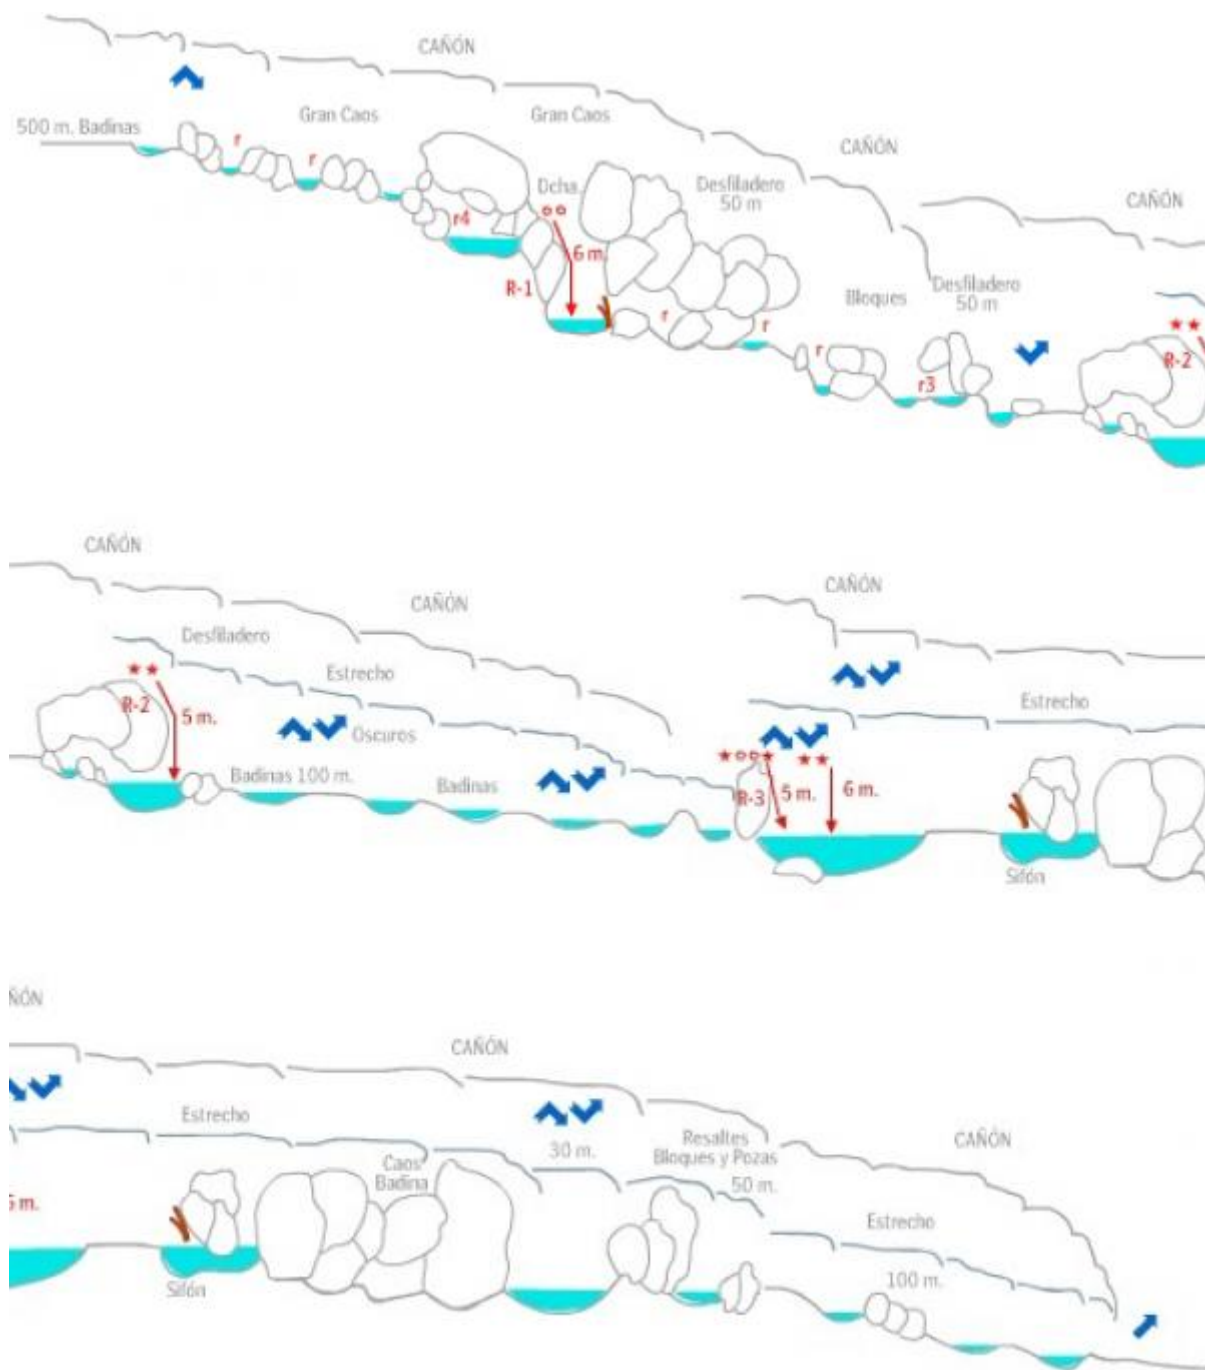 CAÑÓN
Gran Caos
Gran Caos
500 m. Badinas
r
r
CAÑÓN
Dcha.
Desfiladero
50 m
CAÑÓN
r4
6 m.
R-1
Bloques
Desfiladero
50 m
r
r
r
r3
R-2
CAÑÓN
CAÑÓN
CAÑÓN
Desfiladero
Estrecho
Estrecho
R-2
5 m.
Oscuros
Badinas 100 m.
Badinas
R-3
5 m.
6 m.
Sifón
ÑÓN
CAÑÓN
Estrecho
30 m.
Resaltes
Bloques y Pozas
50 m.
CAÑÓN
Caos
Badina
5 m.
Estrecho
Sifón
100 m.